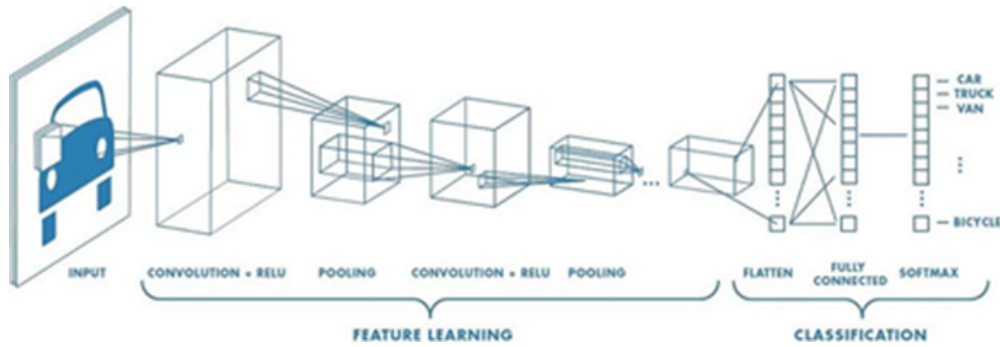 CAR
TRUCK
VAN
BICYCLE
INPUT
CONVOLUTION + RELU
POOLING
CONVOLUTION + RELU
POOLING
FLATTEN
FULLY
CONNECTED
SOFTMAX
FEATURE LEARNING
CLASSIFICATION